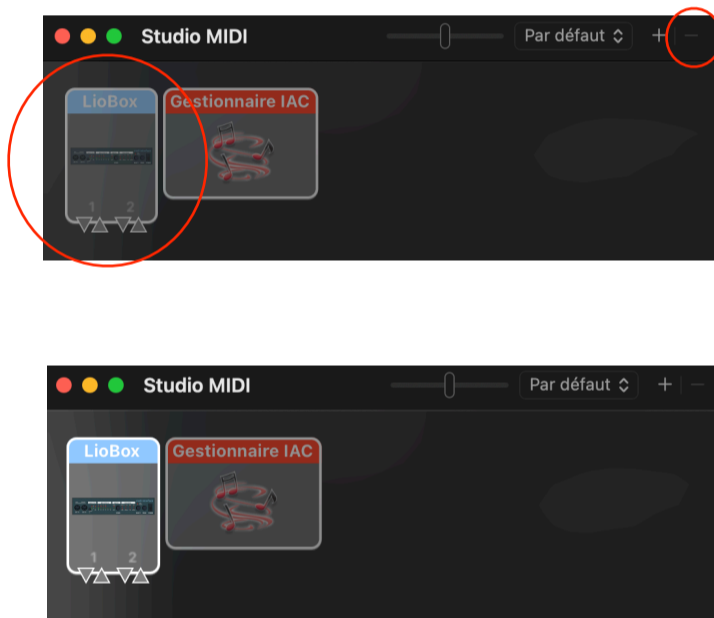 Studio MIDI
Par défaut
+
−
LioBox
Gestionnaire IAC
1 2
Studio MIDI
Par défaut
+
−
LioBox
Gestionnaire IAC
1 2